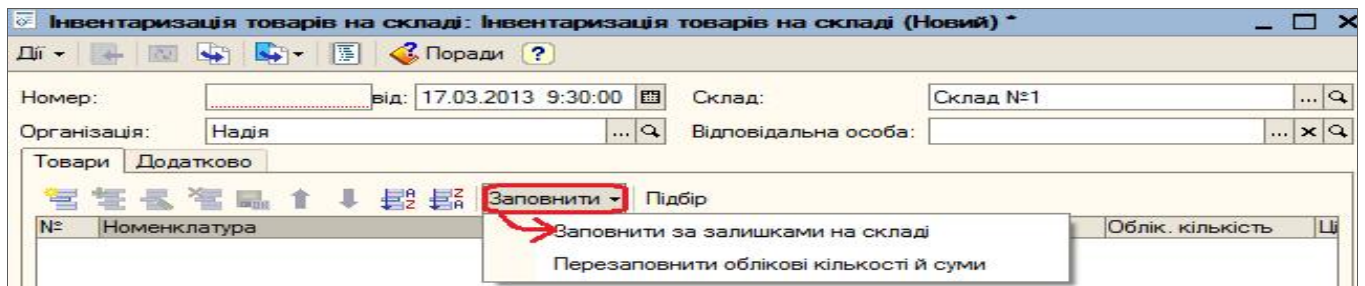 Інвентаризація товарів на складі: Інвентаризація товарів на складі (Новий) *
Дії Поради ?
Номер: від: 17.03.2013 9:30:00 Склад: Склад №1 ...
Організація: Надія ... Відповідальна особа: ...
Товари Додатково
Заповнити Підбір
№ Номенклатура Облік. кількість Ці
Заповнити за залишками на складі
Перезаповнити облікові кількості й суми